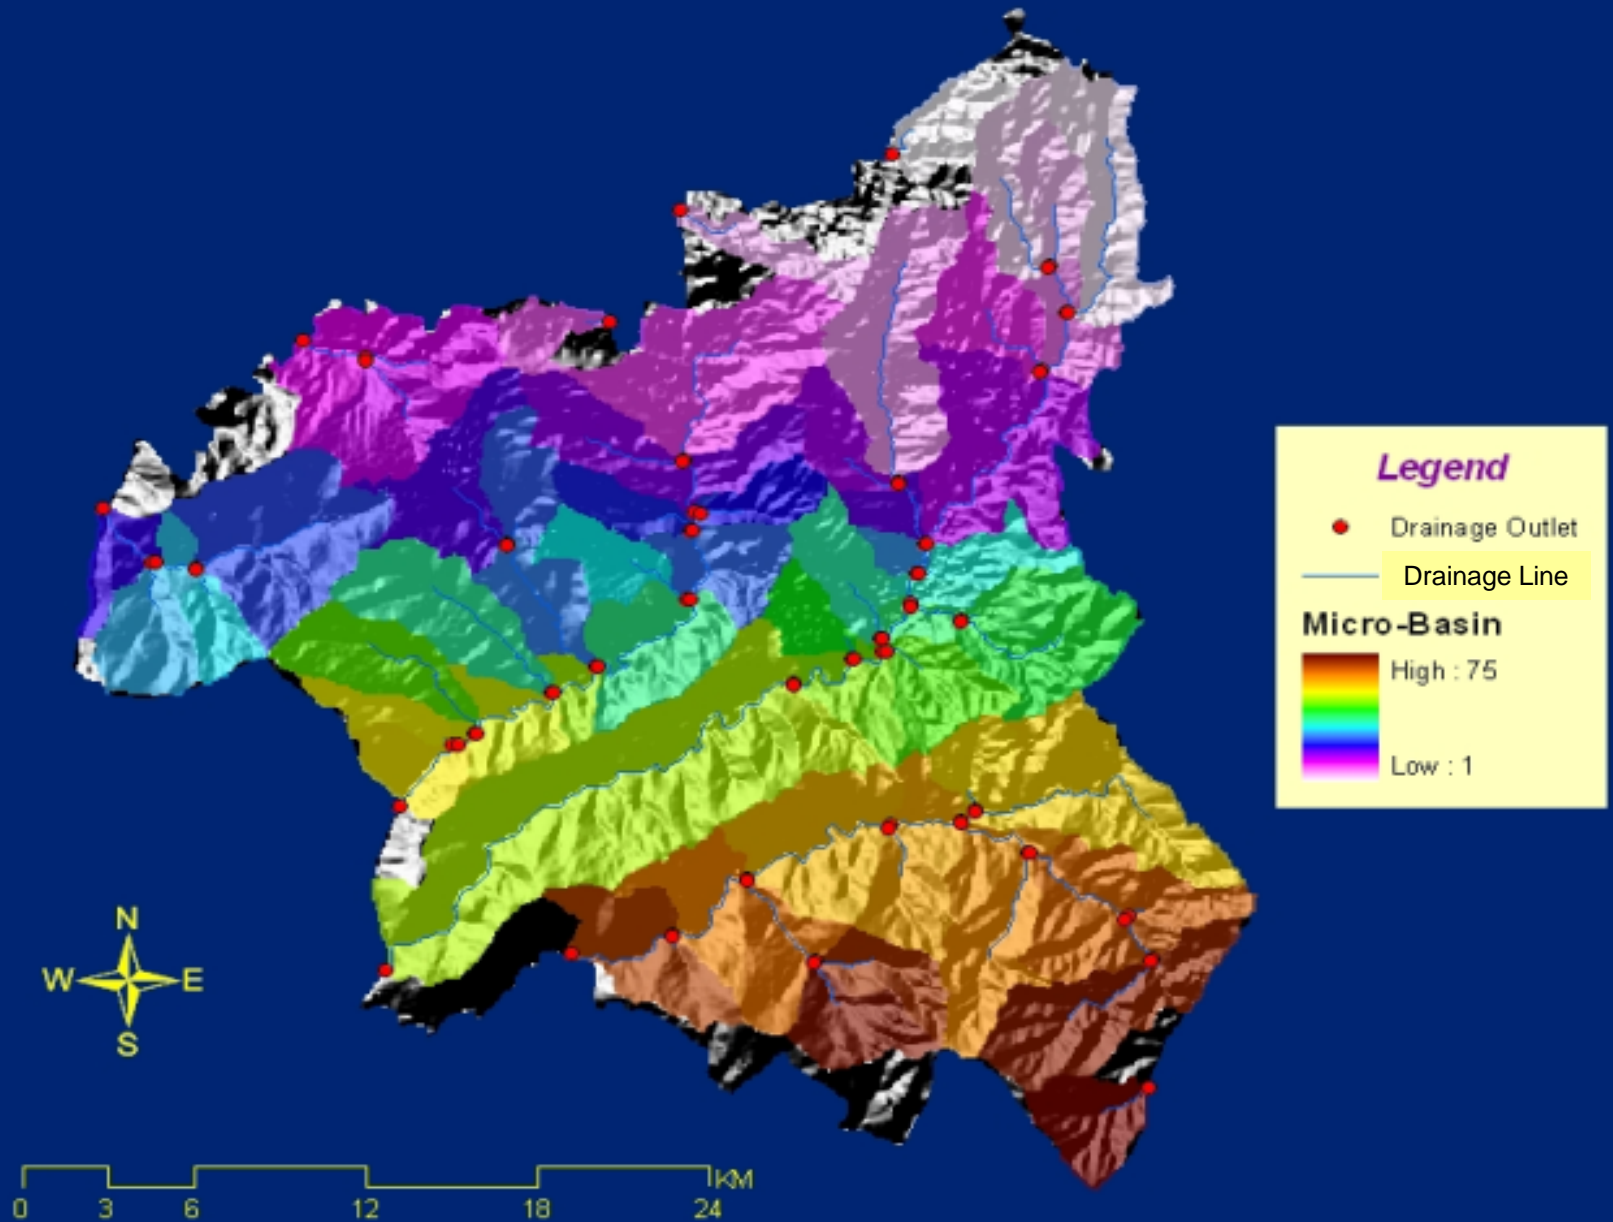 Legend
Drainage Outlet
Drainage Line
Micro-Basin
High : 75
Low : 1
N
W E
S
KM
0 3 6 12 18 24